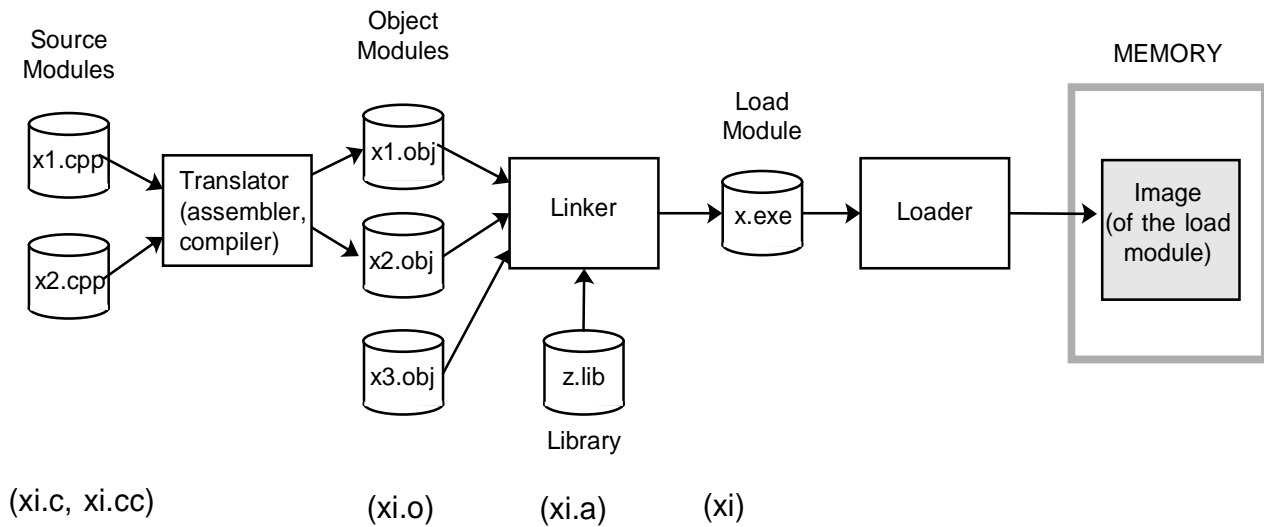 Source
Modules
x1.cpp
x2.cpp
Translator
(assembler,
compiler)
Object
Modules
x1.obj
x2.obj
x3.obj
Linker
z.lib
Library
Load
Module
x.exe
Loader
MEMORY
Image
(of the load
module)
(xi.c, xi.cc)
(xi.o)
(xi.a)
(xi)